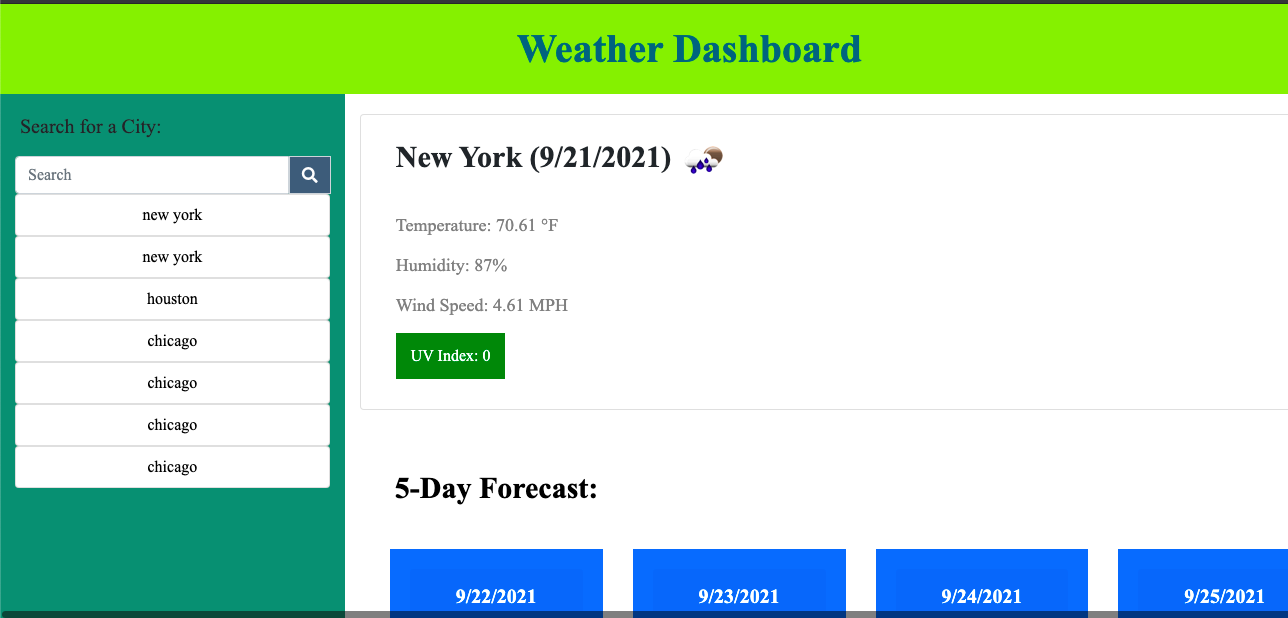 Weather Dashboard
Search for a City:
Search
new york
new york
houston
chicago
chicago
chicago
chicago
New York (9/21/2021)
Temperature: 70.61 °F
Humidity: 87%
Wind Speed: 4.61 MPH
UV Index: 0
5-Day Forecast:
9/22/2021 9/23/2021 9/24/2021 9/25/2021